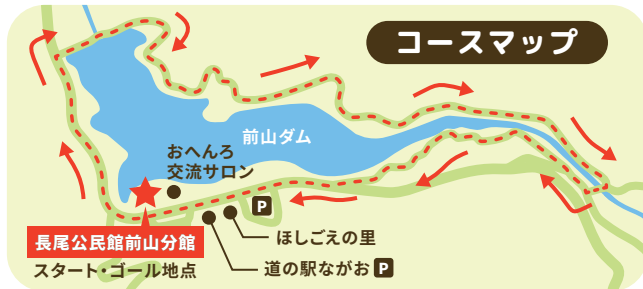 コースマップ
前山ダム
おへんろ
交流サロン
P
長尾公民館前山分館
スタート・ゴール地点
ほしごえの里
道の駅ながお P